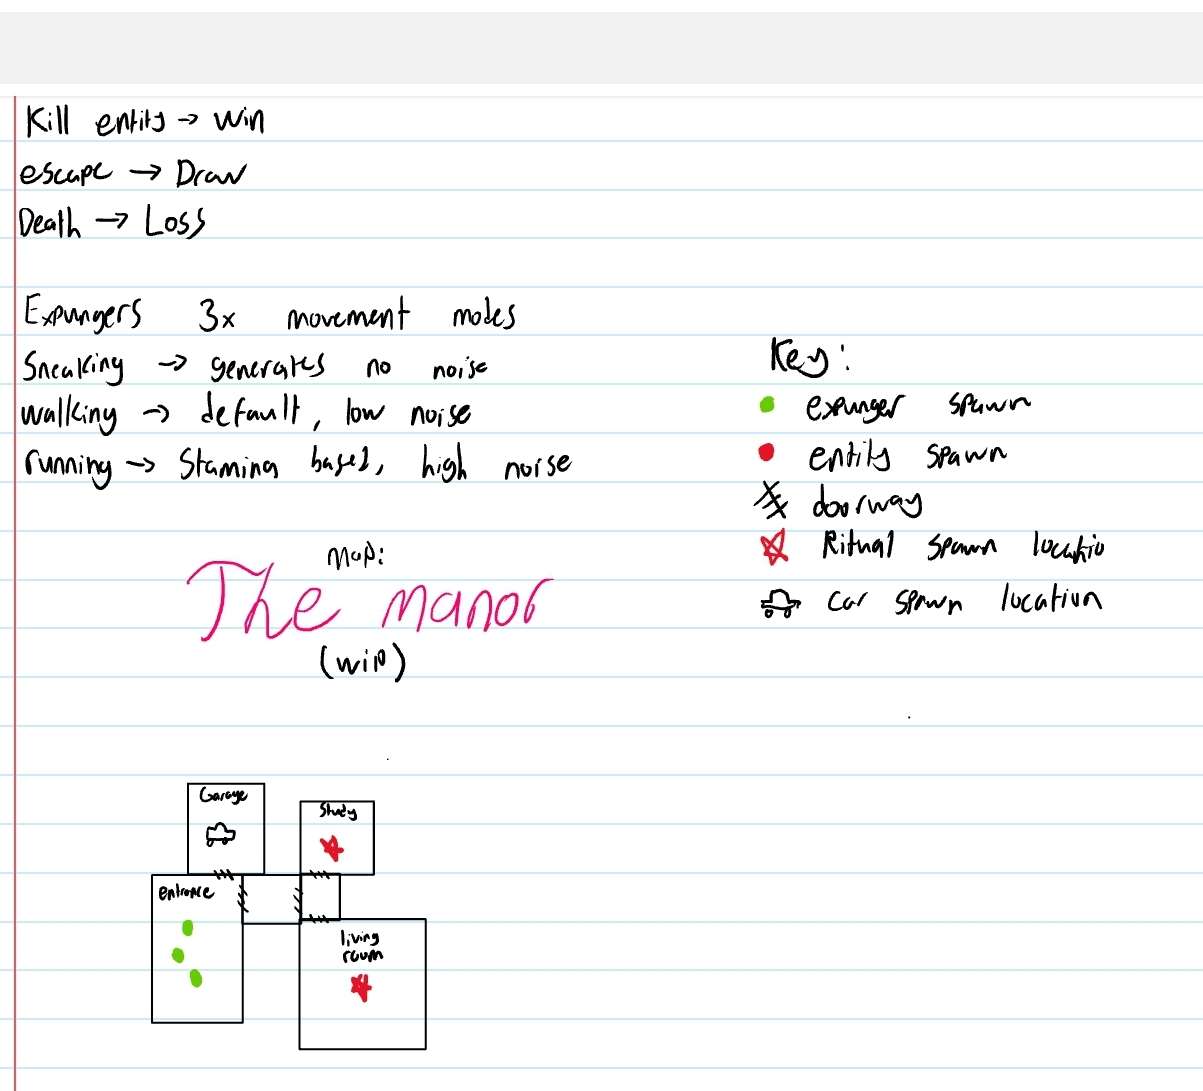 Kill entity → Win
escape → Draw
Death → Loss
Expungers 3x movement modes
Sneaking → generates no noise
walking → default, low noise
running → Stamina based, high noise
Key:
expunger spawn
entity spawn
doorway
Ritual spawn locatio
car spawn location
Map:
The manor
(wip)
Garage
Study
entrance
living
room